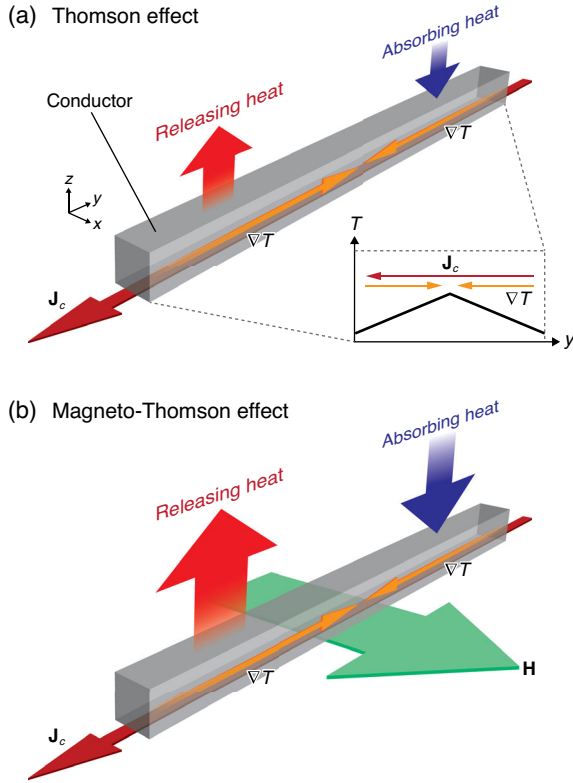 (a) Thomson effect
Absorbing heat
Conductor
Releasing heat
∇T
z
y
x
∇T
T
J_c
J_c
∇T
y
(b) Magneto-Thomson effect
Absorbing heat
Releasing heat
∇T
∇T
H
J_c